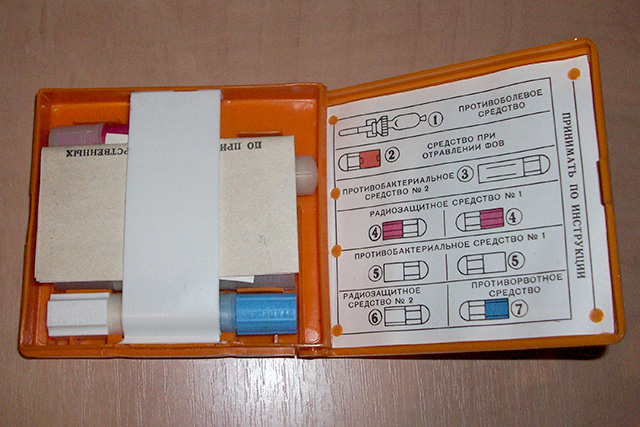 ПО ПРИ
РСТВЕННЫХ
ПРОТИВОБОЛЕВОЕ
СРЕДСТВО
1
СРЕДСТВО ПРИ
ОТРАВЛЕНИИ ФОВ
2
ПРОТИВОБАКТЕРИАЛЬНОЕ
СРЕДСТВО № 2
3
РАДИОЗАЩИТНОЕ СРЕДСТВО № 1
4
4
ПРОТИВОБАКТЕРИАЛЬНОЕ СРЕДСТВО № 1
5
5
РАДИОЗАЩИТНОЕ
СРЕДСТВО № 2
6
ПРОТИВОРВОТНОЕ
СРЕДСТВО
7
ПРИНИМАТЬ ПО ИНСТРУКЦИИ